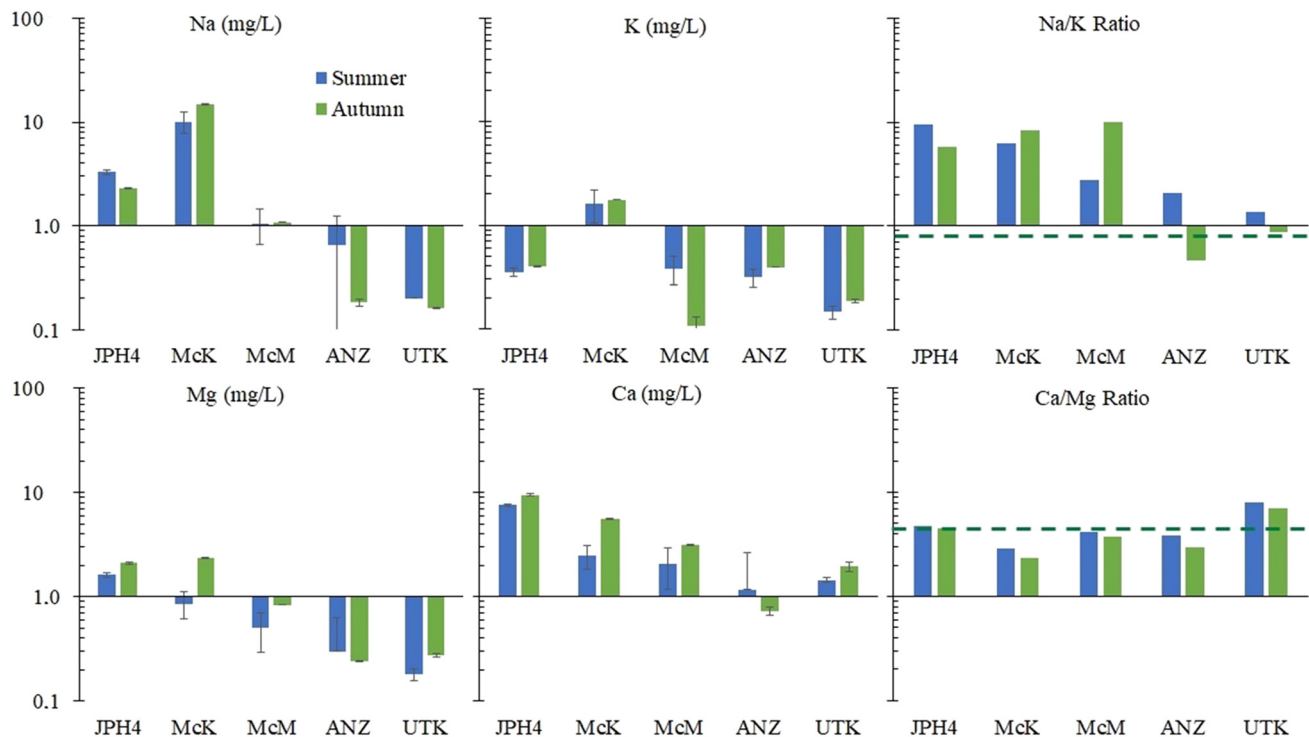 Na (mg/L)
K (mg/L)
Na/K Ratio
100
10
1.0
0.1
Summer
Autumn
JPH4 McK McM ANZ UTK
JPH4 McK McM ANZ UTK
JPH4 McK McM ANZ UTK
Mg (mg/L)
Ca (mg/L)
Ca/Mg Ratio
100
10
1.0
0.1
JPH4 McK McM ANZ UTK
JPH4 McK McM ANZ UTK
JPH4 McK McM ANZ UTK